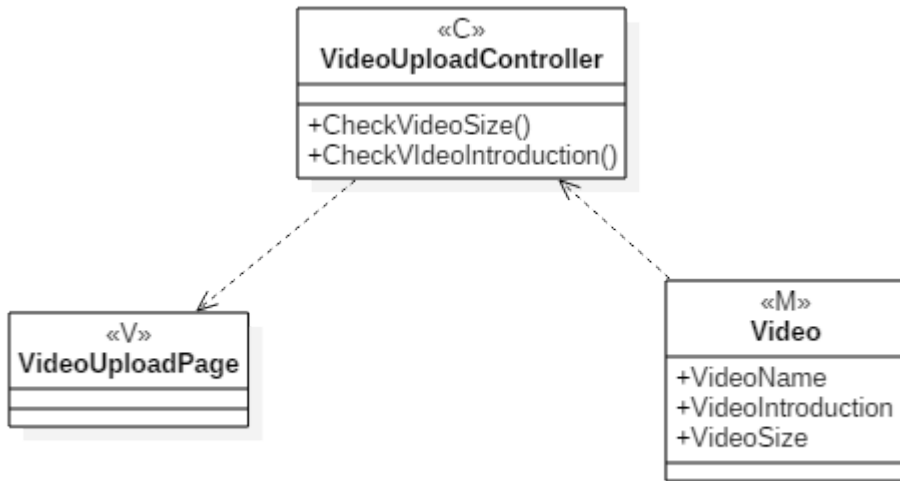 «C»
VideoUploadController
+CheckVideoSize()
+CheckVIdeoIntroduction()
«V»
VideoUploadPage
«M»
Video
+VideoName
+VideoIntroduction
+VideoSize